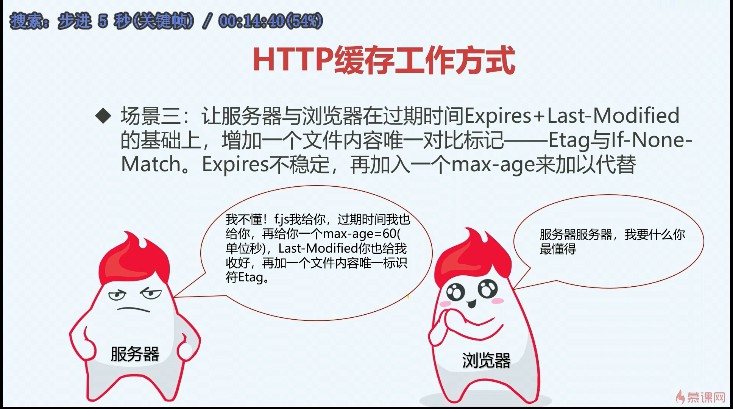 搜索: 步进 5 秒(关键帧) / 00:14:40(54%)
HTTP缓存工作方式
◆ 场景三：让服务器与浏览器在过期时间Expires+Last-Modified
的基础上，增加一个文件内容唯一对比标记——Etag与If-None-
Match。Expires不稳定，再加入一个max-age来加以代替
我不懂！f.js我给你，过期时间我也
给你，再给你一个max-age=60(
单位秒)，Last-Modified你也给我
收好，再加一个文件内容唯一标识
符Etag。
服务器服务器，我要什么你
最懂得
服务器
浏览器
慕课网